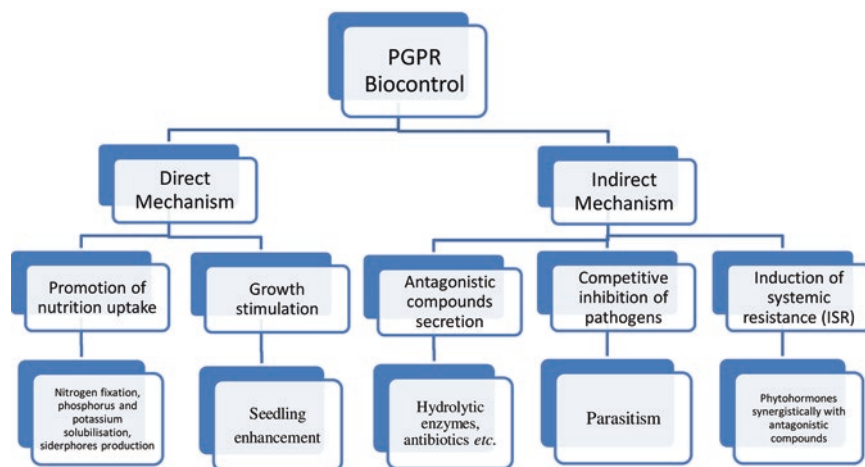 PGPR
Biocontrol
Direct
Mechanism
Indirect
Mechanism
Promotion of
nutrition uptake
Growth
stimulation
Antagonistic
compounds
secretion
Competitive
inhibition of
pathogens
Induction of
systemic
resistance (ISR)
Nitrogen fixation,
phosphorus and
potassium
solubilisation,
siderphores production
Seedling
enhancement
Hydrolytic
enzymes,
antibiotics etc.
Parasitism
Phytohormones
synergistically with
antagonistic
compounds